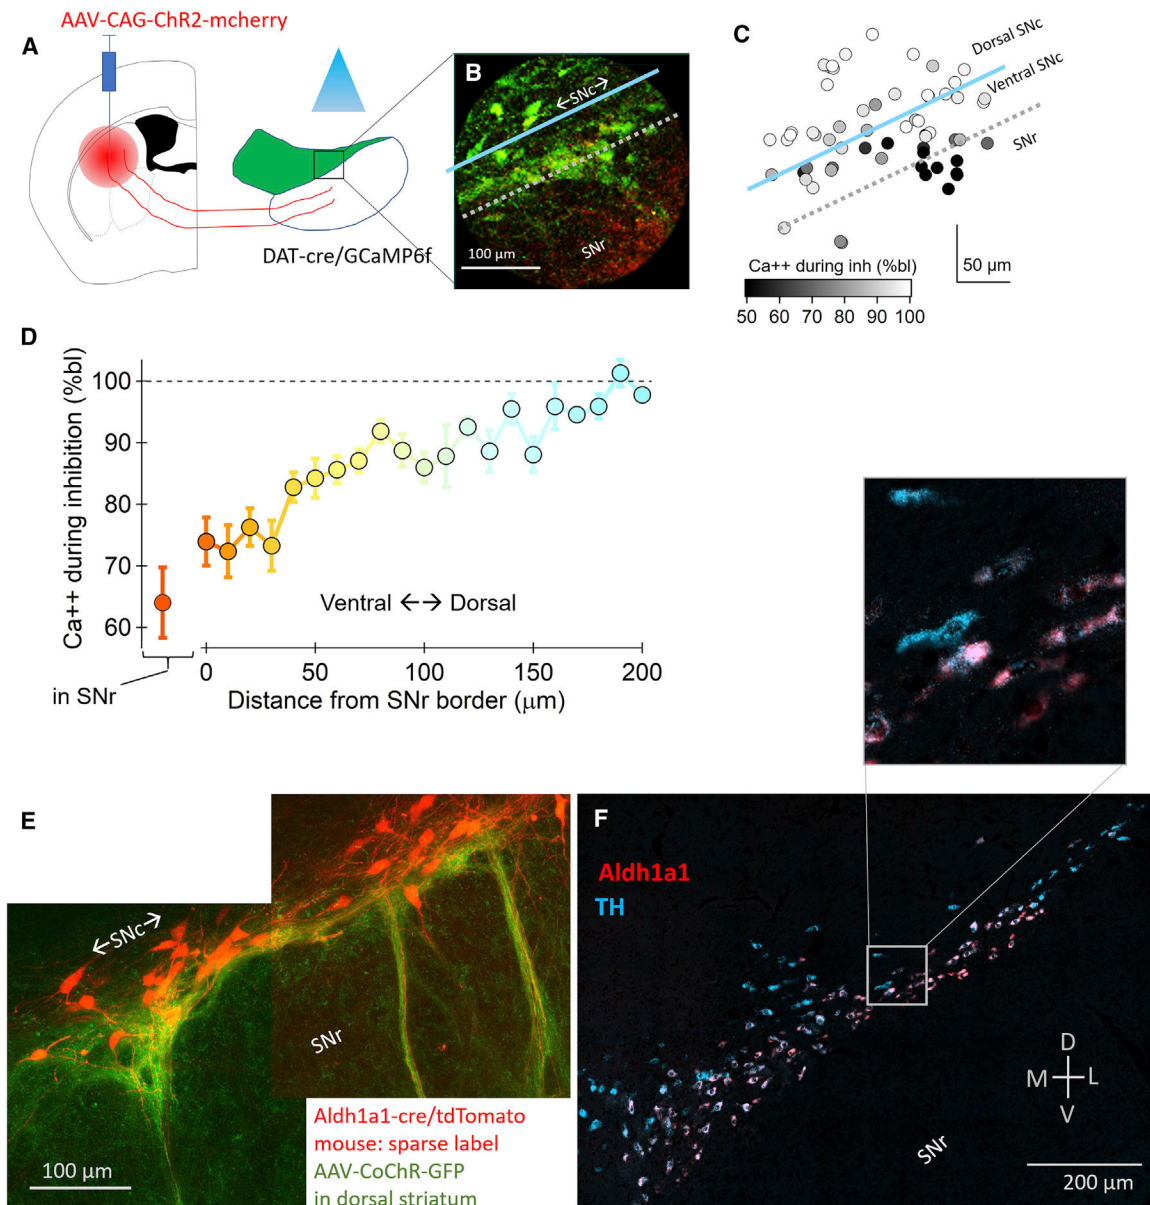 AAV-CAG-ChR2-mcherry
A
DAT-cre/GCaMP6f
B
←SNc→
SNr
100 µm
C
Dorsal SNc
Ventral SNc
SNr
50 µm
Ca++ during inh (%bl)
50 60 70 80 90 100
D
Ca++ during inhibition (%bl)
100
90
80
70
60
Ventral ←→ Dorsal
in SNr
0 50 100 150 200
Distance from SNr border (µm)
E
←SNc→
SNr
100 µm
Aldh1a1-cre/tdTomato
mouse: sparse label
AAV-CoChR-GFP
in dorsal striatum
F
Aldh1a1
TH
D
M L
V
SNr
200 µm